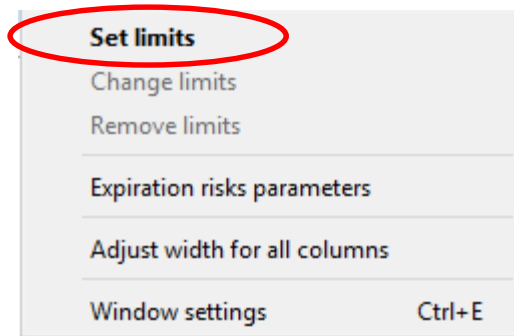 Set limits
Change limits
Remove limits
Expiration risks parameters
Adjust width for all columns
Window settings Ctrl+E